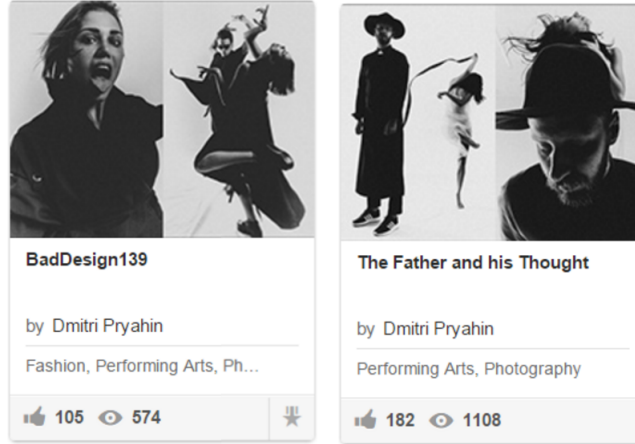 BadDesign139
by Dmitri Pryahin
Fashion, Performing Arts, Ph...
105 574
The Father and his Thought
by Dmitri Pryahin
Performing Arts, Photography
182 1108